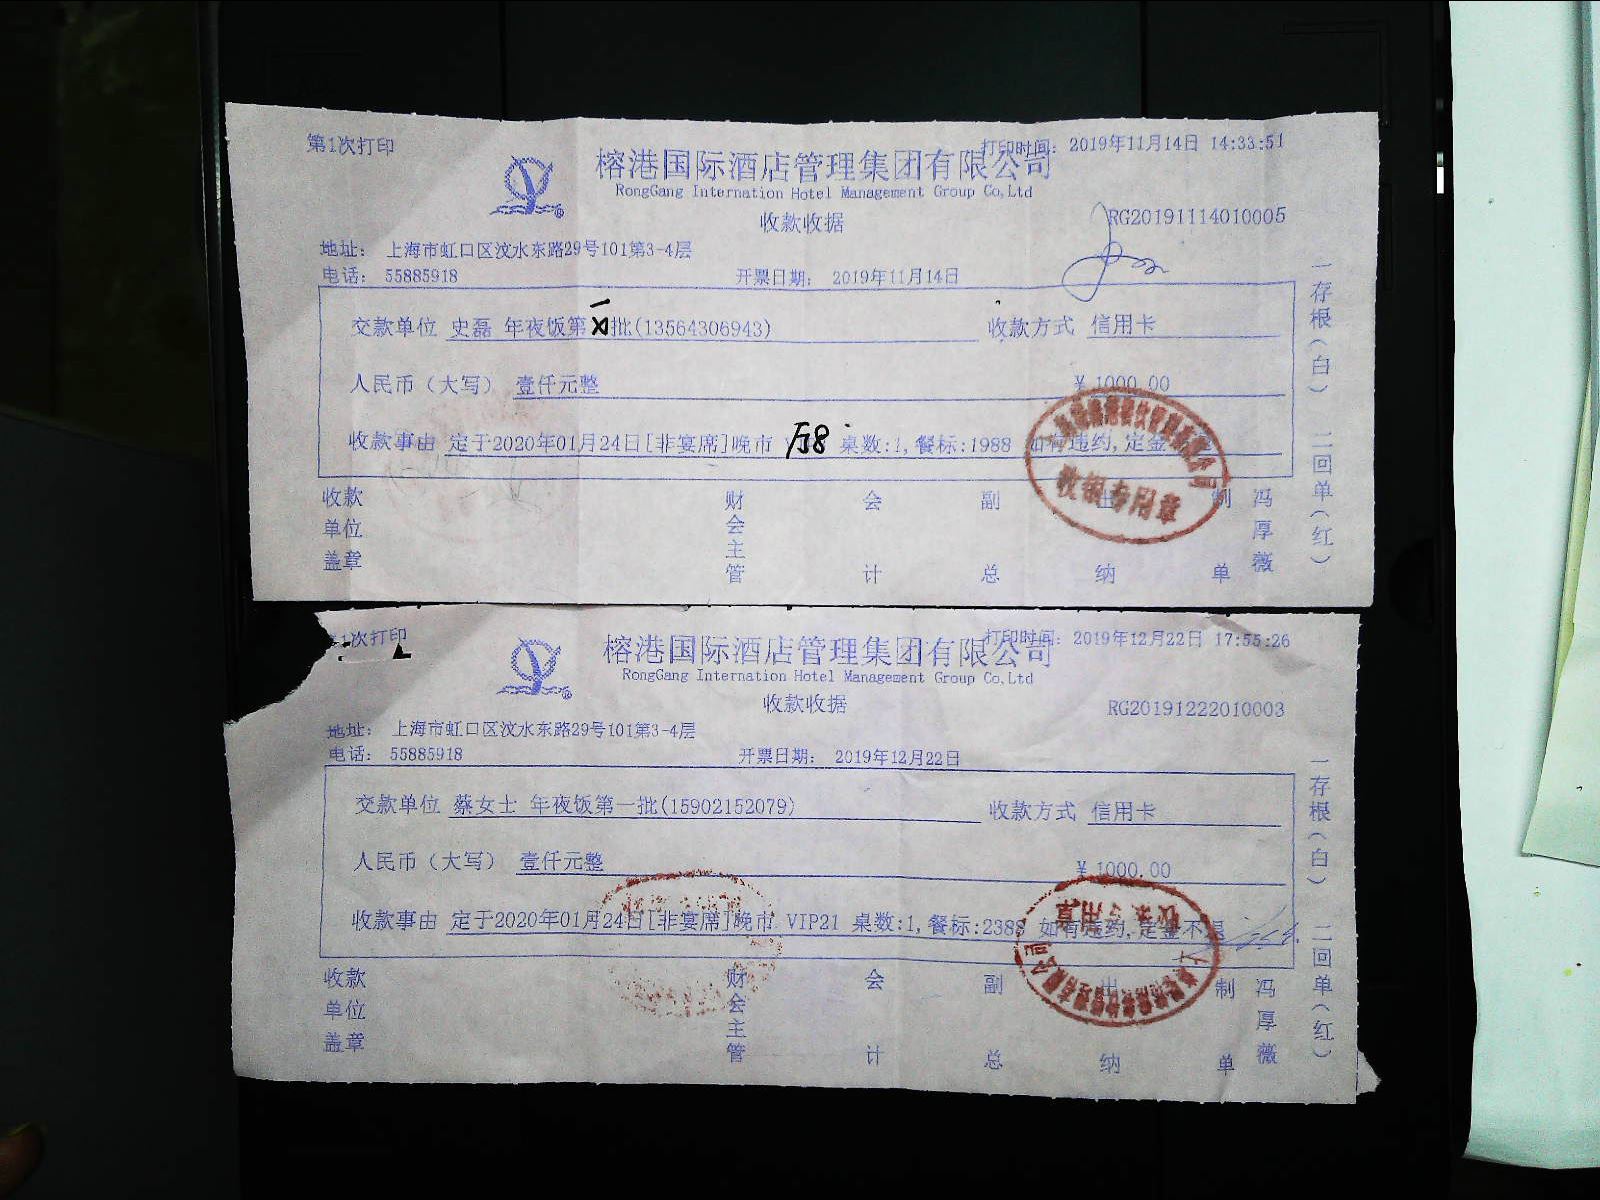 第1次打印
打印时间: 2019年11月14日 14:33:51
榕港国际酒店管理集团有限公司
RongGang Internation Hotel Management Group Co,Ltd
收款收据
RG20191114010005
地址: 上海市虹口区汶水东路29号101第3-4层
电话: 55885918
开票日期: 2019年11月14日
交款单位 史磊 年夜饭第一批(13564306943)
收款方式 信用卡
人民币（大写） 壹仟元整
¥ 1000.00
收款事由 定于2020年01月24日[非宴席]晚市 桌数:1,餐标:1988 如有违约,定金
收款单位盖章
财会主管
会计
副总
出纳
制单
冯厚薇
一存根（白） 二回单（红）
收银专用章
1次打印
打印时间: 2019年12月22日 17:55:26
榕港国际酒店管理集团有限公司
RongGang Internation Hotel Management Group Co,Ltd
收款收据
RG20191222010003
地址: 上海市虹口区汶水东路29号101第3-4层
电话: 55885918
开票日期: 2019年12月22日
交款单位 蔡女士 年夜饭第一批(15902152079)
收款方式 信用卡
人民币（大写） 壹仟元整
¥ 1000.00
收款事由 定于2020年01月24日[非宴席]晚市 VIP21 桌数:1,餐标:2388 如有违约,定金不退
收款单位盖章
财会主管
会计
副总
出纳
制单
冯厚薇
一存根（白） 二回单（红）